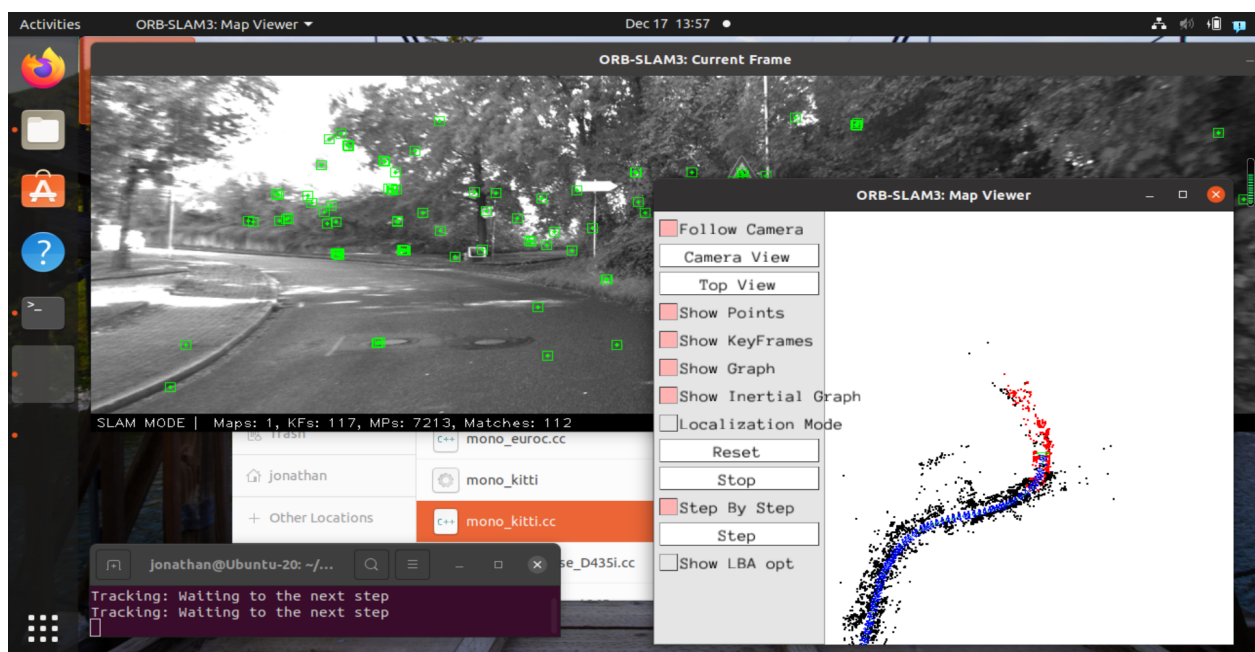 Activities
ORB-SLAM3: Map Viewer
Dec 17 13:57
ORB-SLAM3: Current Frame
SLAM MODE | Maps: 1, KFs: 117, MPs: 7213, Matches: 112
ORB-SLAM3: Map Viewer
Follow Camera
Camera View
Top View
Show Points
Show KeyFrames
Show Graph
Show Inertial Graph
Localization Mode
Reset
Stop
Step By Step
Step
Show LBA opt
Trash
jonathan
+ Other Locations
mono_euroc.cc
mono_kitti
mono_kitti.cc
se_D435i.cc
jonathan@Ubuntu-20: ~/...
Tracking: Waiting to the next step
Tracking: Waiting to the next step